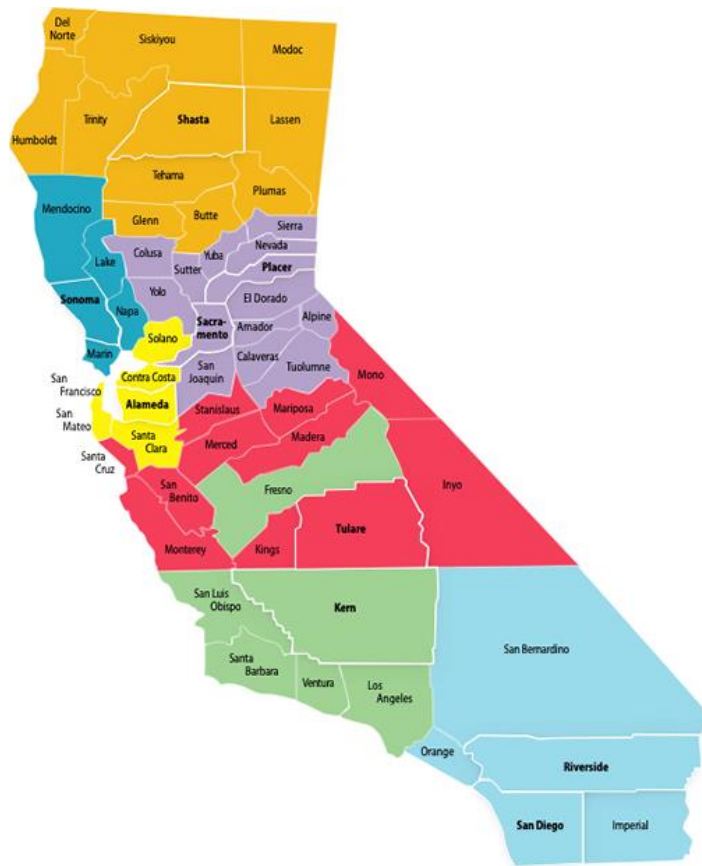 Del
Norte
Siskiyou
Modoc
Humboldt
Trinity
Shasta
Lassen
Tehama
Plumas
Glenn
Butte
Mendocino
Lake
Colusa
Sutter
Yuba
Sierra
Nevada
Placer
Sonoma
Napa
Yolo
El Dorado
Sacra-
mento
Amador
Alpine
Solano
Marin
Calaveras
Tuolumne
San
Joaquin
Mono
Contra Costa
San
Francisco
Alameda
Stanislaus
Mariposa
San
Mateo
Santa
Clara
Merced
Madera
Santa
Cruz
San
Benito
Fresno
Inyo
Monterey
Kings
Tulare
San Luis
Obispo
Kern
San Bernardino
Santa
Barbara
Ventura
Los
Angeles
Orange
Riverside
San Diego
Imperial